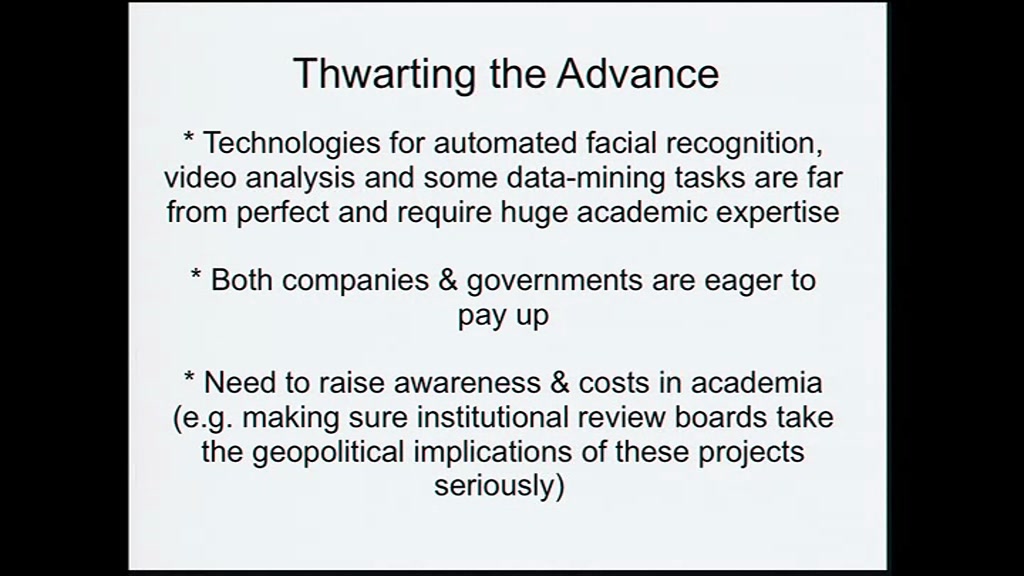 Thwarting the Advance
* Technologies for automated facial recognition,
video analysis and some data-mining tasks are far
from perfect and require huge academic expertise
* Both companies & governments are eager to
pay up
* Need to raise awareness & costs in academia
(e.g. making sure institutional review boards take
the geopolitical implications of these projects
seriously)